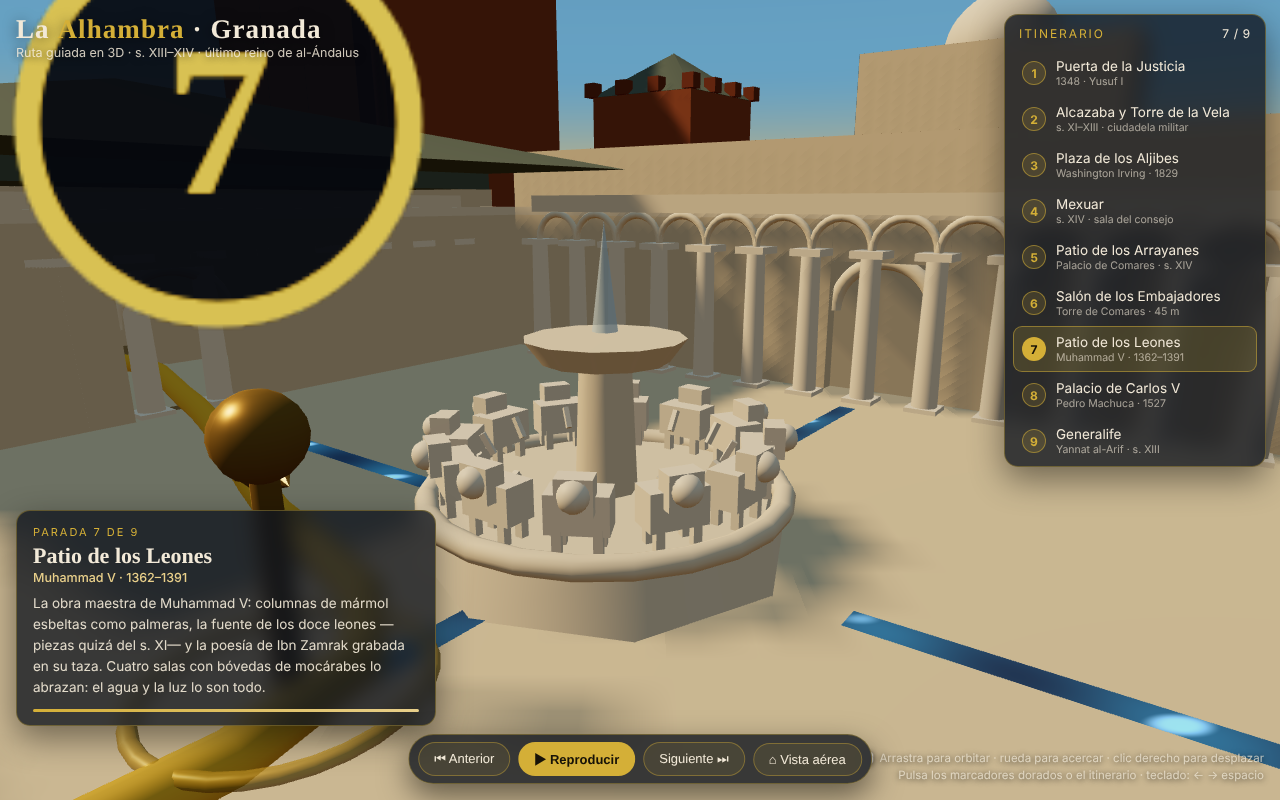 La Alhambra · Granada
Ruta guiada en 3D · s. XIII–XIV · último reino de al-Ándalus
7
ITINERARIO 7 / 9
1 Puerta de la Justicia
1348 · Yusuf I
2 Alcazaba y Torre de la Vela
s. XI–XIII · ciudadela militar
3 Plaza de los Aljibes
Washington Irving · 1829
4 Mexuar
s. XIV · sala del consejo
5 Patio de los Arrayanes
Palacio de Comares · s. XIV
6 Salón de los Embajadores
Torre de Comares · 45 m
7 Patio de los Leones
Muhammad V · 1362–1391
8 Palacio de Carlos V
Pedro Machuca · 1527
9 Generalife
Yannat al-Arif · s. XIII
PARADA 7 DE 9
Patio de los Leones
Muhammad V · 1362–1391
La obra maestra de Muhammad V: columnas de mármol
esbeltas como palmeras, la fuente de los doce leones —
piezas quizá del s. XI— y la poesía de Ibn Zamrak grabada
en su taza. Cuatro salas con bóvedas de mocárabes lo
abrazan: el agua y la luz lo son todo.
⏮ Anterior
▶ Reproducir
Siguiente ⏭
⌂ Vista aérea
Arrastra para orbitar · rueda para acercar · clic derecho para desplazar
Pulsa los marcadores dorados o el itinerario · teclado: ← → espacio